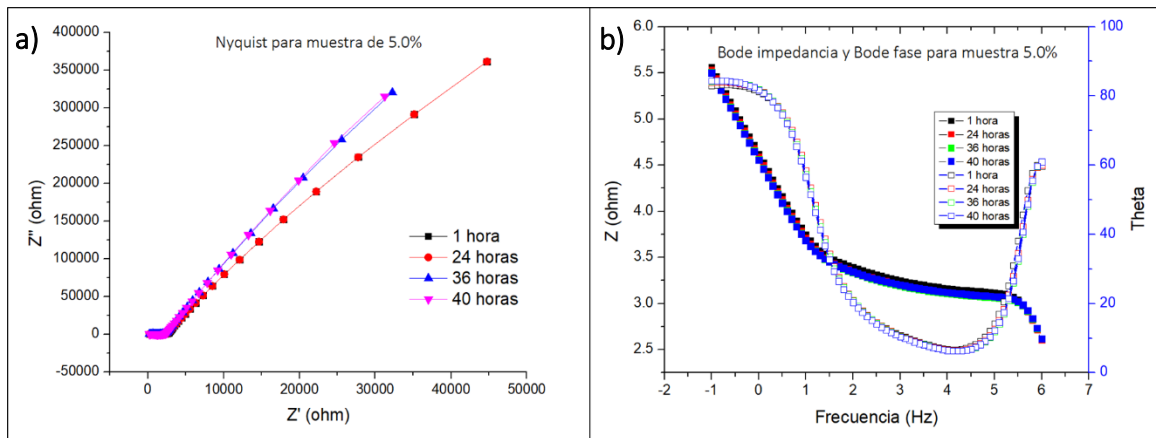 a)
Nyquist para muestra de 5.0%
400000
350000
300000
250000
200000
150000
100000
50000
0
-50000
Z'' (ohm)
1 hora
24 horas
36 horas
40 horas
0
10000
20000
30000
40000
50000
Z' (ohm)
b)
Bode impedancia y Bode fase para muestra 5.0%
6.0
5.5
5.0
4.5
4.0
3.5
3.0
2.5
Z (ohm)
1 hora
24 horas
36 horas
40 horas
1 hora
24 horas
36 horas
40 horas
100
80
60
40
20
0
Theta
-2
-1
0
1
2
3
4
5
6
7
Frecuencia (Hz)